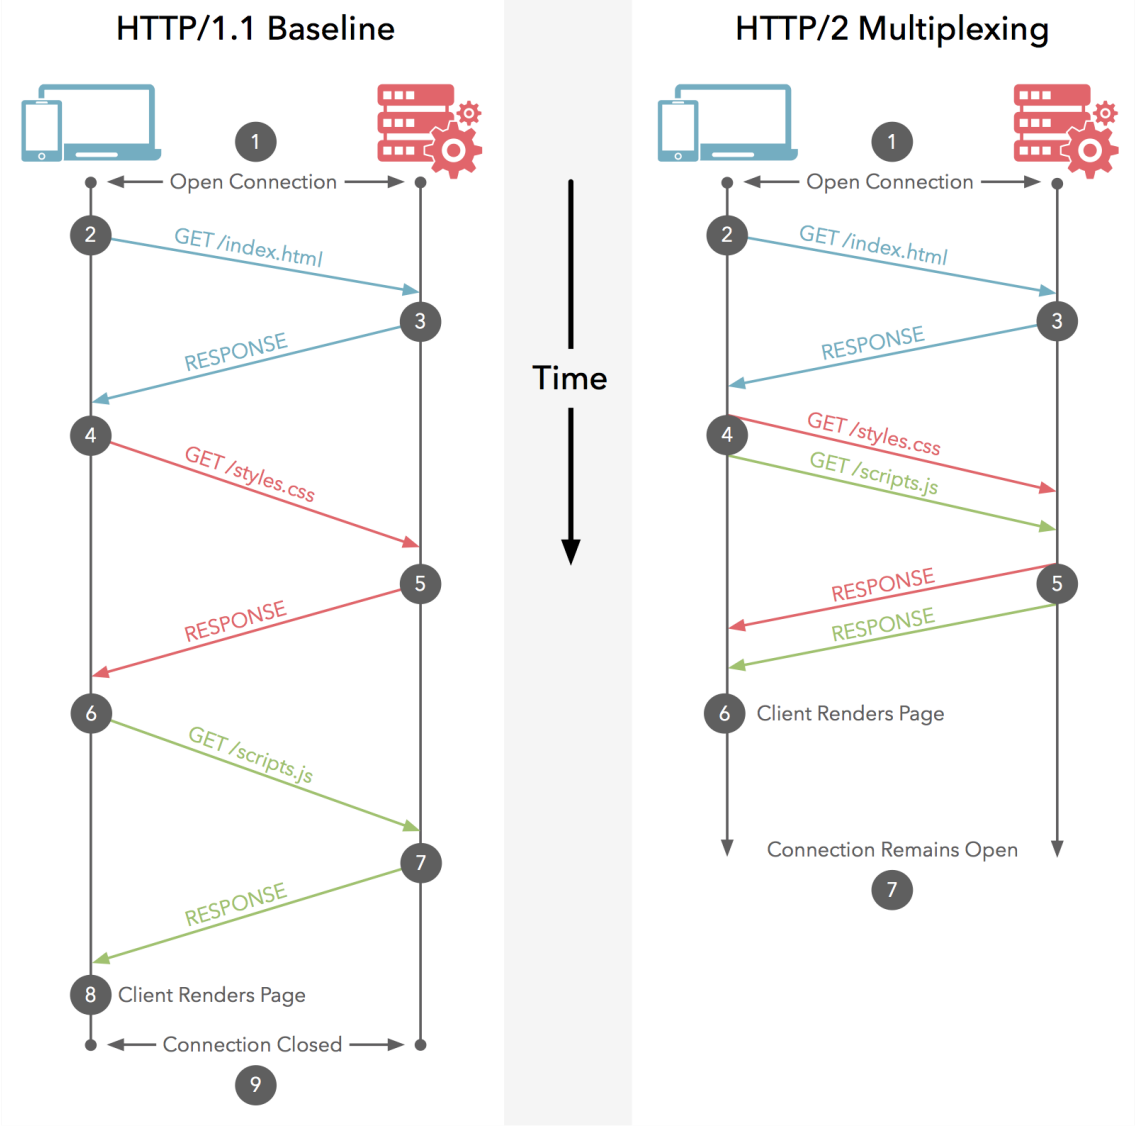 HTTP/1.1 Baseline
1
Open Connection
2
GET /index.html
3
RESPONSE
4
GET /styles.css
5
RESPONSE
6
GET /scripts.js
7
RESPONSE
8
Client Renders Page
Connection Closed
9
Time
HTTP/2 Multiplexing
1
Open Connection
2
GET /index.html
3
RESPONSE
4
GET /styles.css
GET /scripts.js
5
RESPONSE
RESPONSE
6
Client Renders Page
Connection Remains Open
7